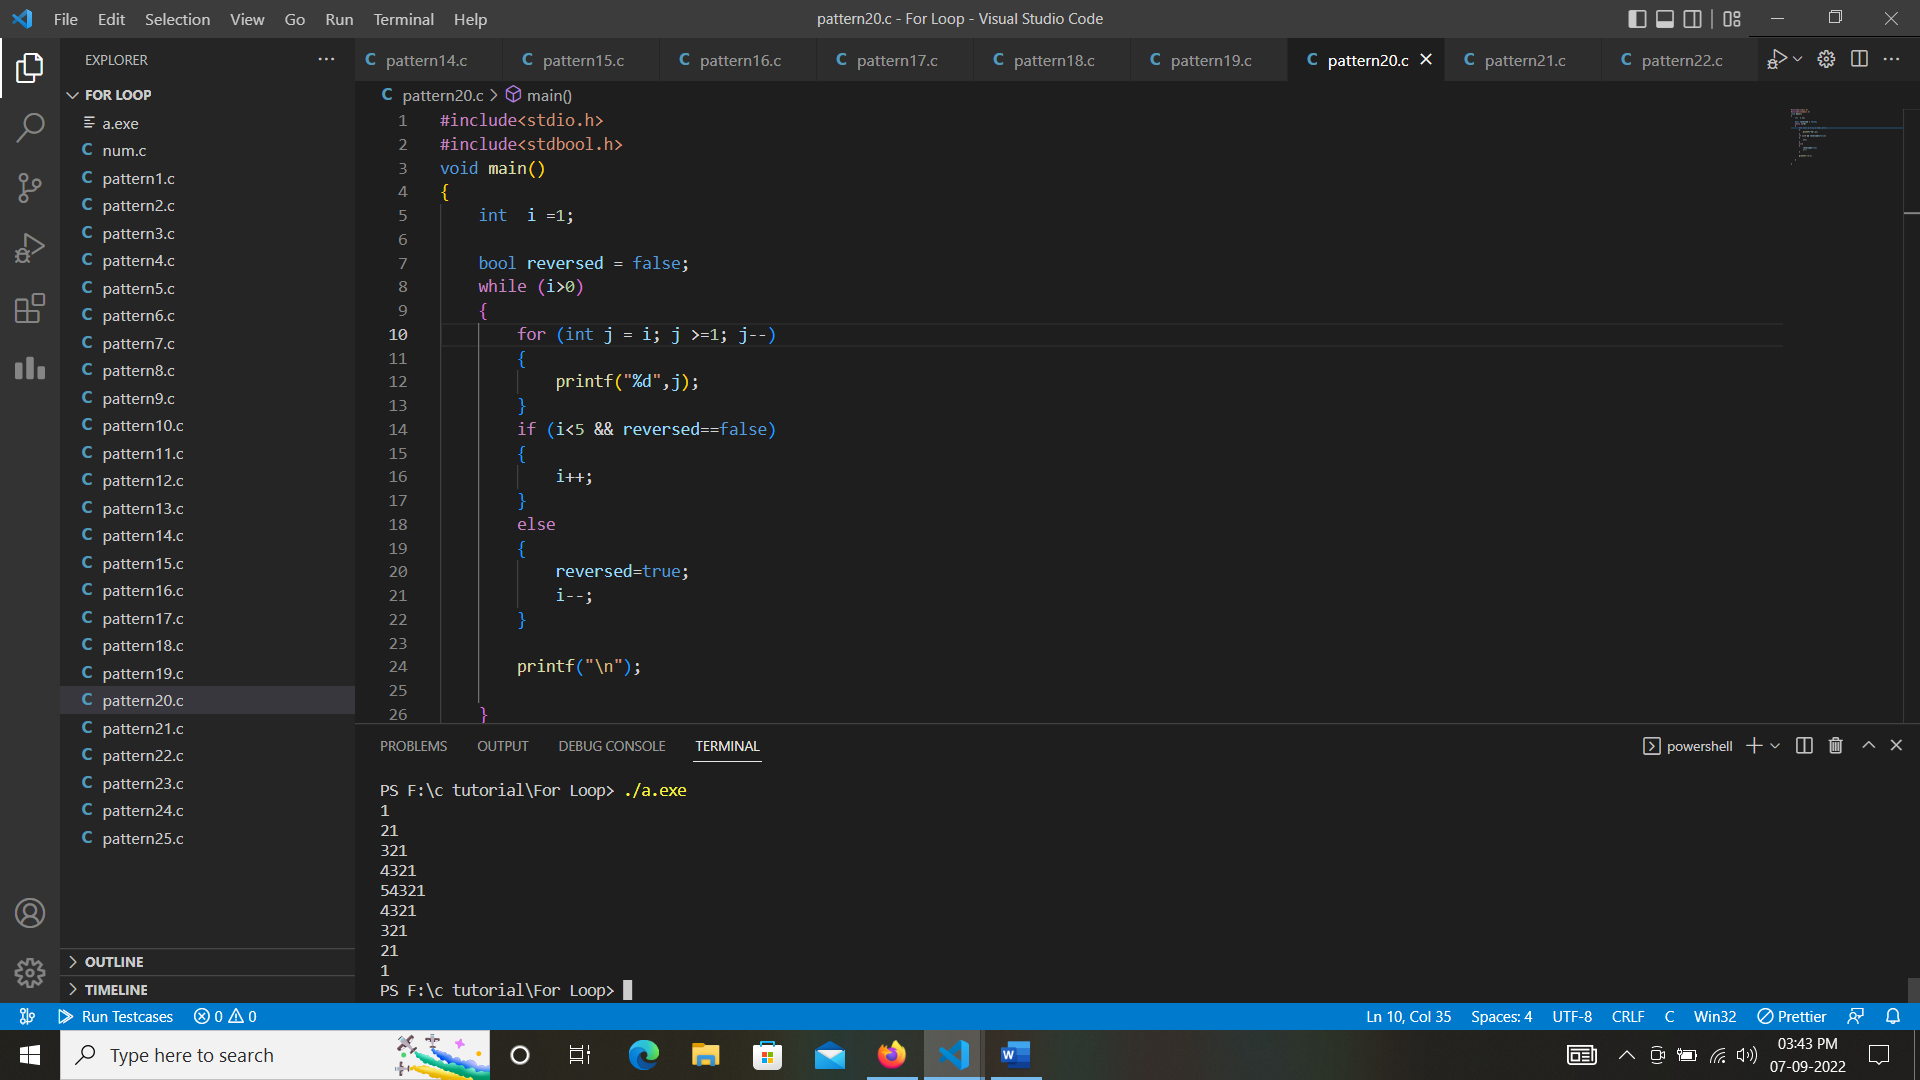 File Edit Selection View Go Run Terminal Help
pattern20.c - For Loop - Visual Studio Code
EXPLORER
FOR LOOP
a.exe
C num.c
C pattern1.c
C pattern2.c
C pattern3.c
C pattern4.c
C pattern5.c
C pattern6.c
C pattern7.c
C pattern8.c
C pattern9.c
C pattern10.c
C pattern11.c
C pattern12.c
C pattern13.c
C pattern14.c
C pattern15.c
C pattern16.c
C pattern17.c
C pattern18.c
C pattern19.c
C pattern20.c
C pattern21.c
C pattern22.c
C pattern23.c
C pattern24.c
C pattern25.c
OUTLINE
TIMELINE
C pattern14.c C pattern15.c C pattern16.c C pattern17.c C pattern18.c C pattern19.c C pattern20.c C pattern21.c C pattern22.c
C pattern20.c > main()
1 #include<stdio.h>
2 #include<stdbool.h>
3 void main()
4 {
5     int  i =1;
6
7     bool reversed = false;
8     while (i>0)
9     {
10         for (int j = i; j >=1; j--)
11         {
12             printf("%d",j);
13         }
14         if (i<5 && reversed==false)
15         {
16             i++;
17         }
18         else
19         {
20             reversed=true;
21             i--;
22         }
23
24         printf("\n");
25
26     }
PROBLEMS OUTPUT DEBUG CONSOLE TERMINAL
powershell
PS F:\c tutorial\For Loop> ./a.exe
1
21
321
4321
54321
4321
321
21
1
PS F:\c tutorial\For Loop>
Run Testcases 0 0
Ln 10, Col 35 Spaces: 4 UTF-8 CRLF C Win32 Prettier
Type here to search
03:43 PM
07-09-2022